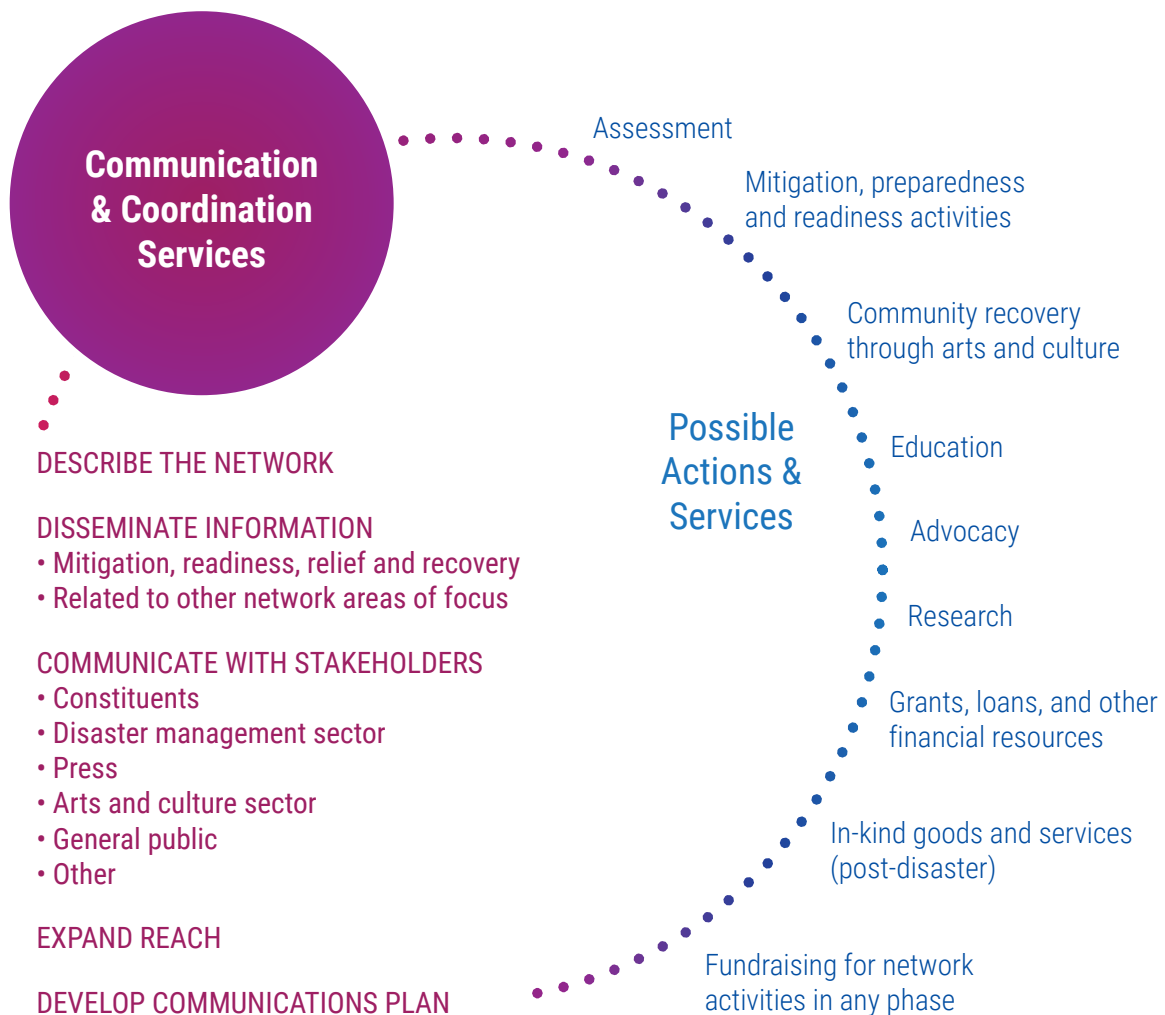 Communication
& Coordination
Services
DESCRIBE THE NETWORK
DISSEMINATE INFORMATION
• Mitigation, readiness, relief and recovery
• Related to other network areas of focus
COMMUNICATE WITH STAKEHOLDERS
• Constituents
• Disaster management sector
• Press
• Arts and culture sector
• General public
• Other
EXPAND REACH
DEVELOP COMMUNICATIONS PLAN
Possible
Actions &
Services
Assessment
Mitigation, preparedness
and readiness activities
Community recovery
through arts and culture
Education
Advocacy
Research
Grants, loans, and other
financial resources
In-kind goods and services
(post-disaster)
Fundraising for network
activities in any phase